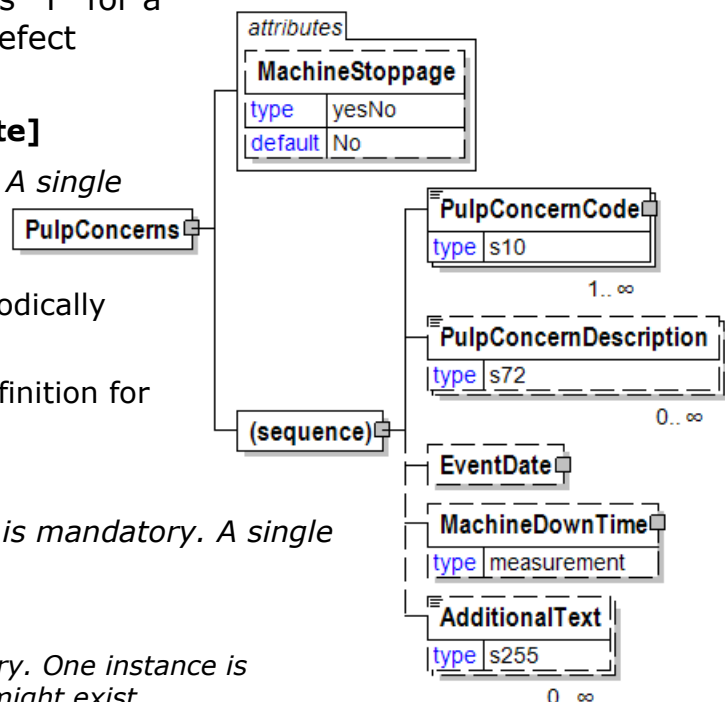 for a
efect
te]
A single
odically
finition for
is mandatory. A single
ry. One instance is
might exist
attributes
MachineStoppage
type yesNo
default No
PulpConcerns
PulpConcernCode
type s10
1.. ∞
PulpConcernDescription
type s72
0.. ∞
(sequence)
EventDate
MachineDownTime
type measurement
AdditionalText
type s255
0.. ∞